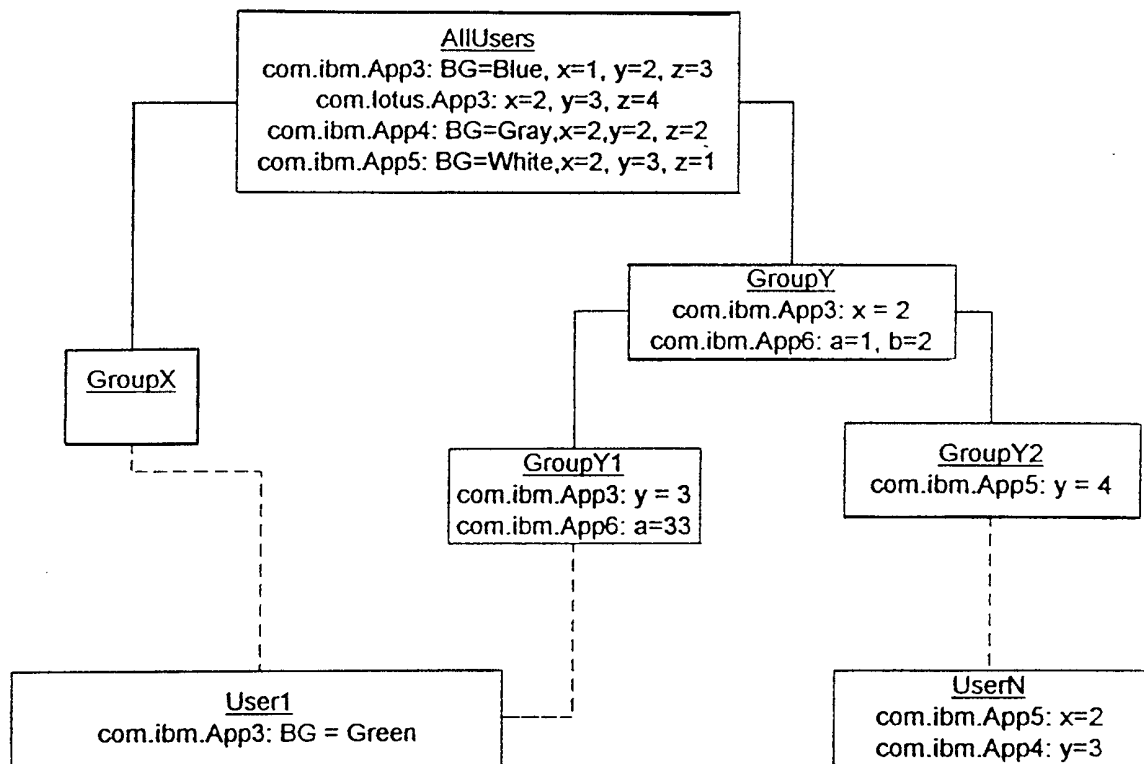 AllUsers
com.ibm.App3: BG=Blue, x=1, y=2, z=3
com.lotus.App3: x=2, y=3, z=4
com.ibm.App4: BG=Gray,x=2,y=2, z=2
com.ibm.App5: BG=White,x=2, y=3, z=1
GroupY
com.ibm.App3: x = 2
com.ibm.App6: a=1, b=2
GroupX
GroupY1
com.ibm.App3: y = 3
com.ibm.App6: a=33
GroupY2
com.ibm.App5: y = 4
User1
com.ibm.App3: BG = Green
UserN
com.ibm.App5: x=2
com.ibm.App4: y=3